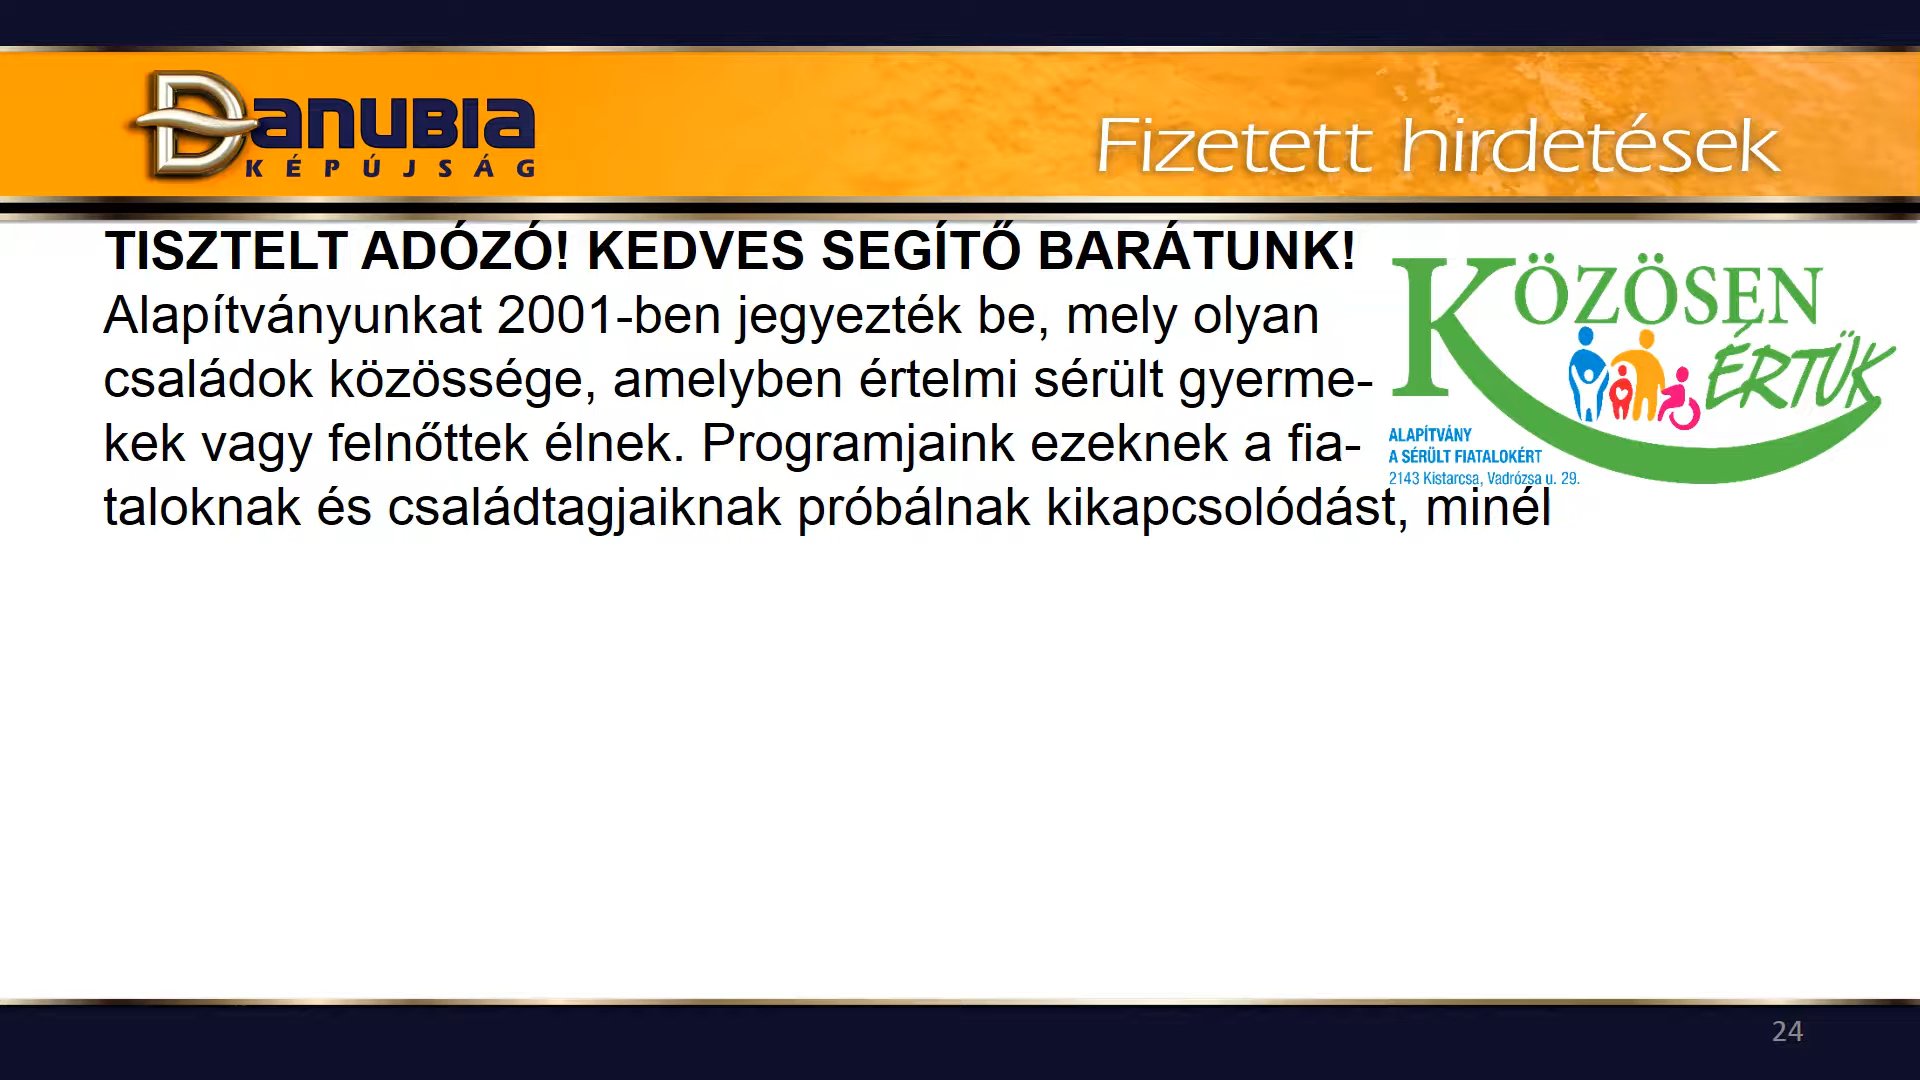 DANUBIA
KÉPÚJSÁG
Fizetett hirdetések
TISZTELT ADÓZÓ! KEDVES SEGÍTŐ BARÁTUNK!
Alapítványunkat 2001-ben jegyezték be, mely olyan
családok közössége, amelyben értelmi sérült gyerme-
kek vagy felnőttek élnek. Programjaink ezeknek a fia-
taloknak és családtagjaiknak próbálnak kikapcsolódást, minél
KÖZÖSEN
ÉRTÜK
ALAPÍTVÁNY
A SÉRÜLT FIATALOKÉRT
2143 Kistarcsa, Vadrózsa u. 29.
24